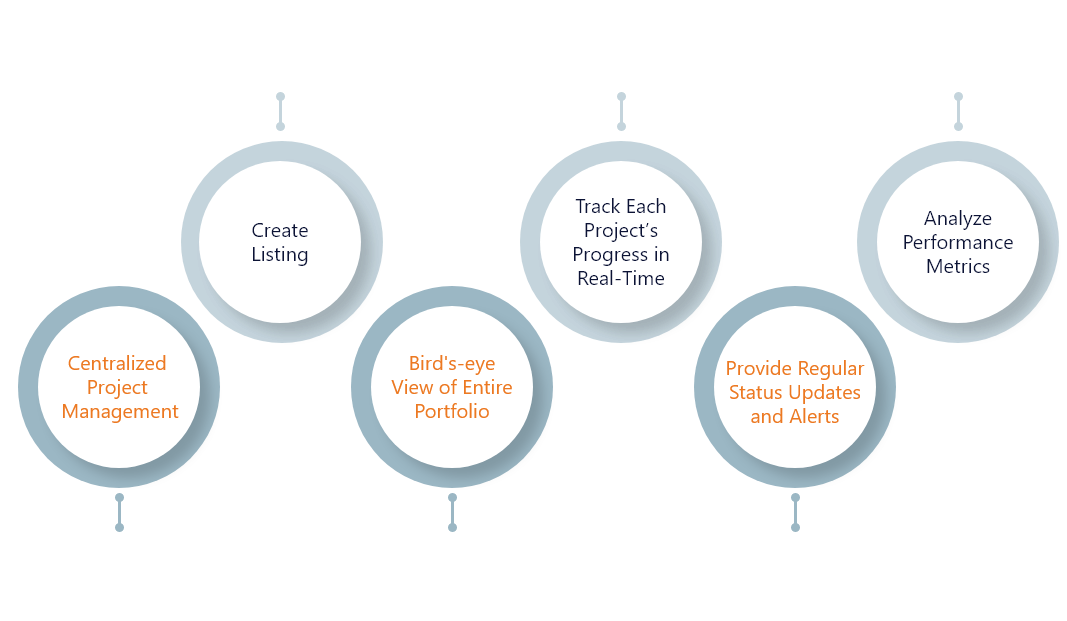 Centralized
Project
Management
Create
Listing
Bird's-eye
View of Entire
Portfolio
Track Each
Project’s
Progress in
Real-Time
Provide Regular
Status Updates
and Alerts
Analyze
Performance
Metrics